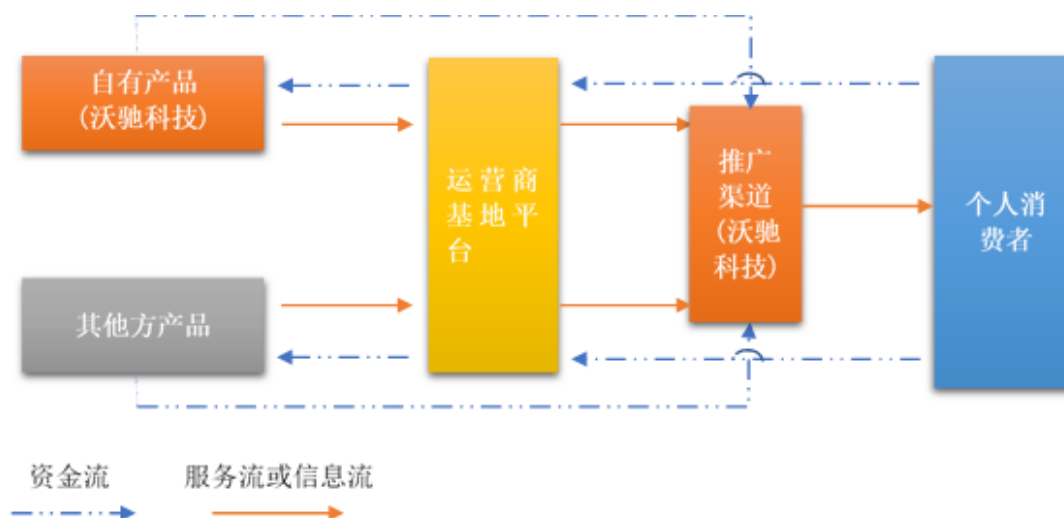 自有产品
(沃驰科技)
运营商
基地平
台
推广
渠道
(沃驰
科技)
个人消
费者
其他方产品
资金流
服务流或信息流